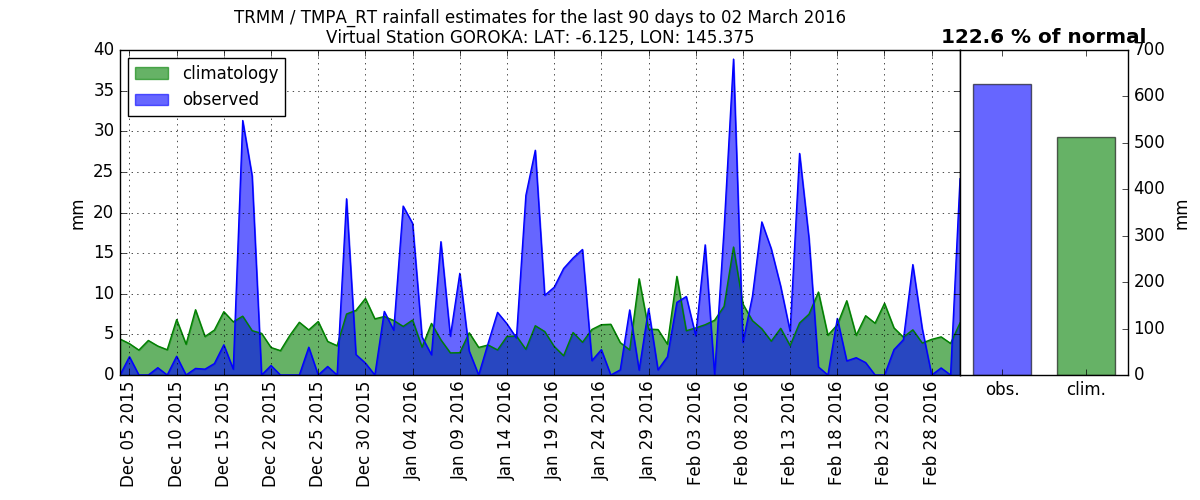 TRMM / TMPA_RT rainfall estimates for the last 90 days to 02 March 2016
Virtual Station GOROKA: LAT: -6.125, LON: 145.375
122.6 % of normal
climatology
observed
40
35
30
25
20
15
10
5
0
mm
Dec 05 2015
Dec 10 2015
Dec 15 2015
Dec 20 2015
Dec 25 2015
Dec 30 2015
Jan 04 2016
Jan 09 2016
Jan 14 2016
Jan 19 2016
Jan 24 2016
Jan 29 2016
Feb 03 2016
Feb 08 2016
Feb 13 2016
Feb 18 2016
Feb 23 2016
Feb 28 2016
700
600
500
400
300
200
100
0
mm
obs.
clim.